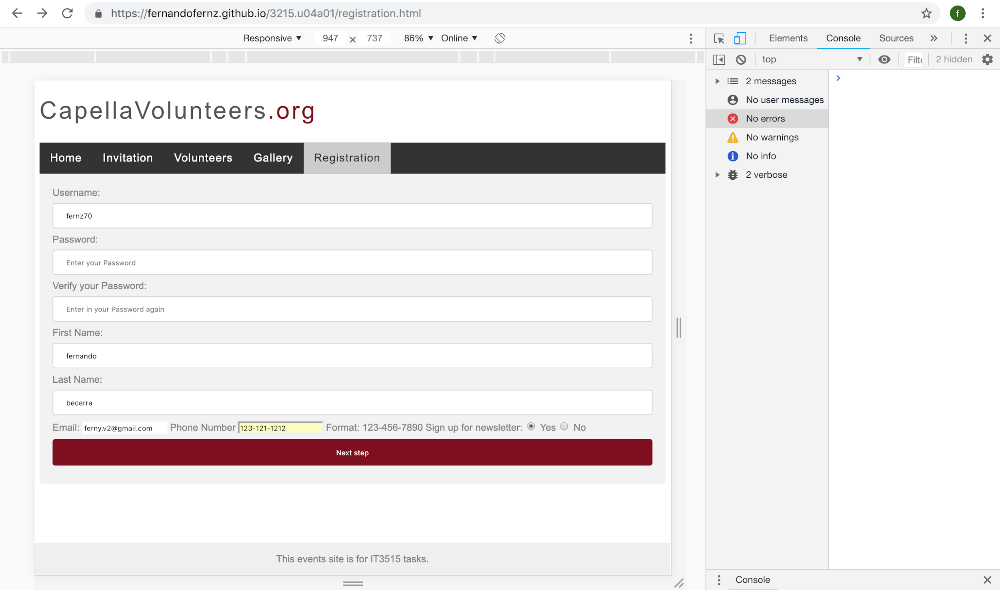 https://fernandofernz.github.io/3215.u04a01/registration.html
f
Responsive ▼ 947 × 737 86% ▼ Online ▼
Elements Console Sources »
top ▼ 2 hidden
2 messages
No user messages
No errors
No warnings
No info
2 verbose
CapellaVolunteers.org
Home Invitation Volunteers Gallery Registration
Username:
fernz70
Password:
Enter your Password
Verify your Password:
Enter in your Password again
First Name:
fernando
Last Name:
becerra
Email: ferny.v2@gmail.com Phone Number 123-121-1212 Format: 123-456-7890 Sign up for newsletter: Yes No
Next step
This events site is for IT3515 tasks.
Console